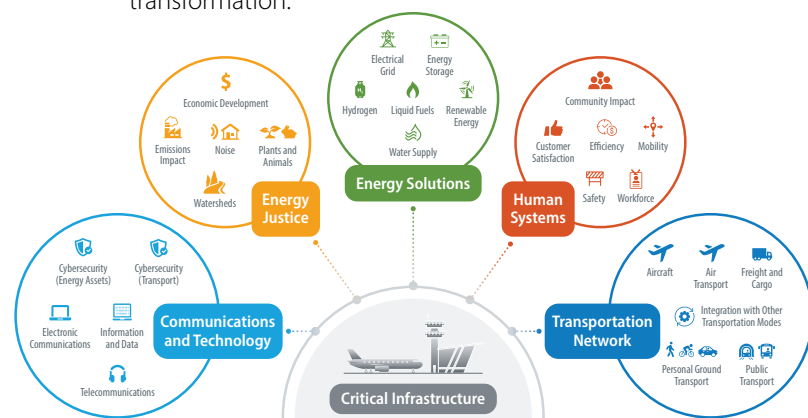 transformation.
Economic Development
Emissions
Impact
Noise
Plants and
Animals
Watersheds
Energy
Justice
Electrical
Grid
Energy
Storage
Hydrogen
H2
Liquid Fuels
Renewable
Energy
Water Supply
Energy Solutions
Community Impact
Customer
Satisfaction
Efficiency
Mobility
Safety
Workforce
Human
Systems
Cybersecurity
(Energy Assets)
Cybersecurity
(Transport)
Electronic
Communications
Information
and Data
Telecommunications
Communications
and Technology
Aircraft
Air
Transport
Freight and
Cargo
Integration with Other
Transportation Modes
Personal Ground
Transport
Public
Transport
Transportation
Network
Critical Infrastructure